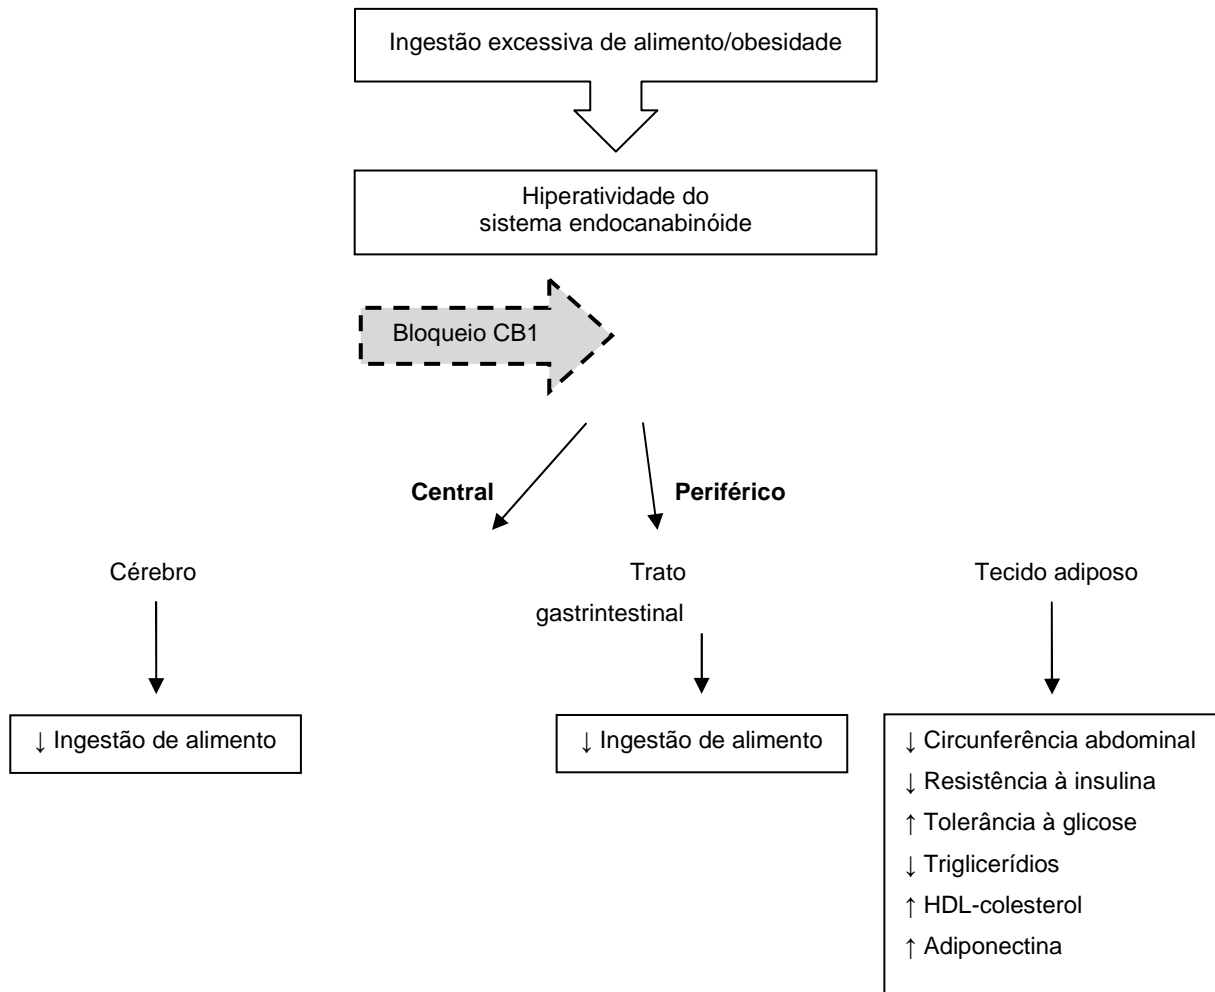 Ingestão excessiva de alimento/obesidade
Hiperatividade do
sistema endocanabinóide
Bloqueio CB1
Central
Periférico
Cérebro
Trato
gastrintestinal
Tecido adiposo
↓ Ingestão de alimento
↓ Ingestão de alimento
↓ Circunferência abdominal
↓ Resistência à insulina
↑ Tolerância à glicose
↓ Triglicerídios
↑ HDL-colesterol
↑ Adiponectina